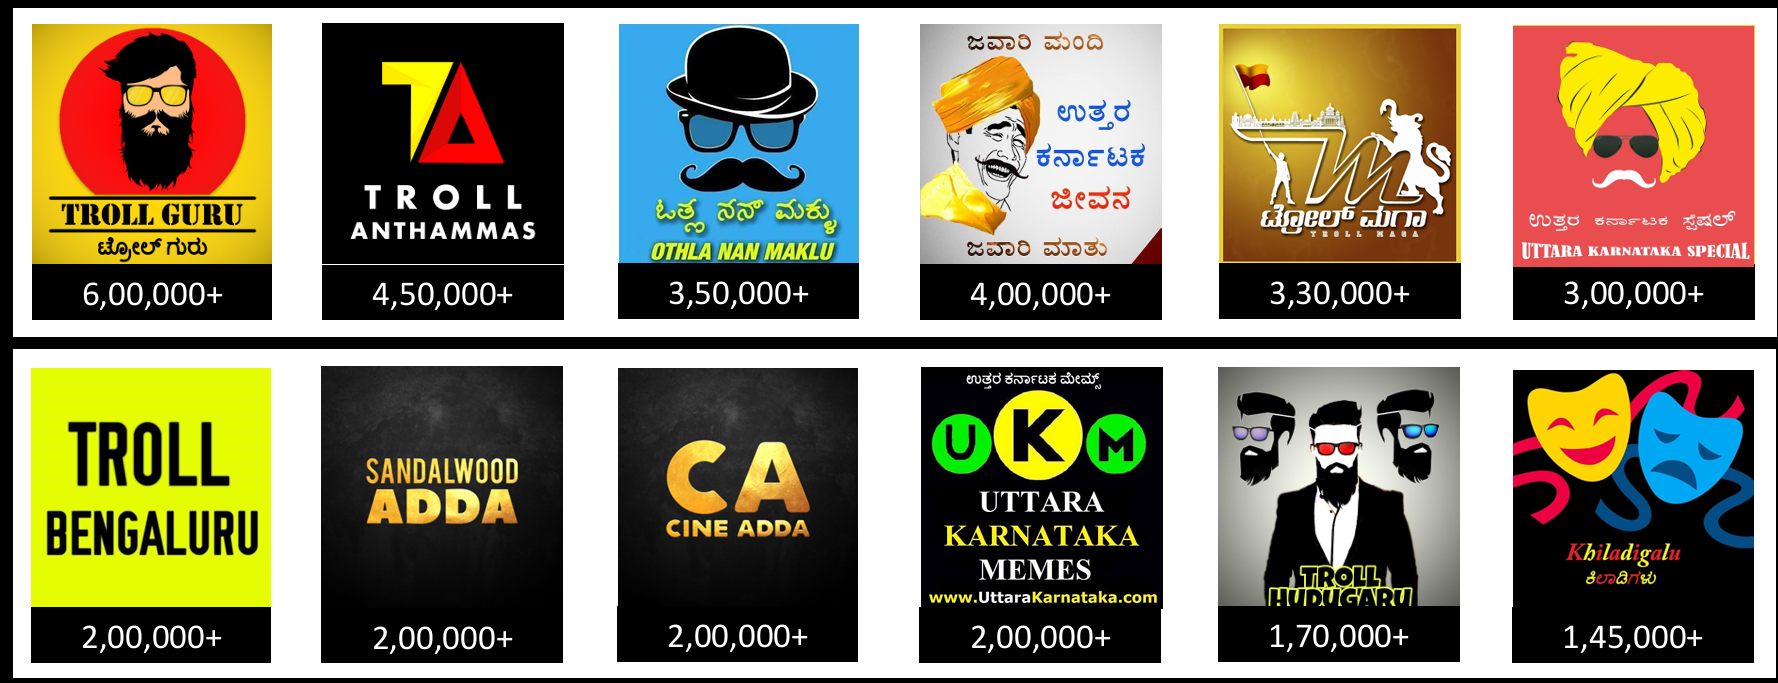 TROLL GURU
ಟ್ರೋಲ್ ಗುರು
6,00,000+
TA
TROLL
ANTHAMMAS
4,50,000+
ಓತ್ಲ ನನ್ ಮಕ್ಳು
OTHLA NAN MAKLU
3,50,000+
ಜವಾರಿ ಮಂದಿ
ಉತ್ತರ
ಕರ್ನಾಟಕ
ಜೀವನ
ಜವಾರಿ ಮಾತು
4,00,000+
Tm
ಟ್ರೋಲ್ ಮಗಾ
TROLL MAGA
3,30,000+
ಉತ್ತರ ಕರ್ನಾಟಕ ಸ್ಪೆಷಲ್
UTTARA KARNATAKA SPECIAL
3,00,000+
TROLL
BENGALURU
2,00,000+
SANDALWOOD
ADDA
2,00,000+
CA
CINE ADDA
2,00,000+
ಉತ್ತರ ಕರ್ನಾಟಕ ಮೇಮ್ಸ್
UKM
UTTARA
KARNATAKA
MEMES
www.UttaraKarnataka.com
2,00,000+
TROLL
HUDUGARU
1,70,000+
Khiladigalu
ಕಿಲಾಡಿಗಳು
1,45,000+